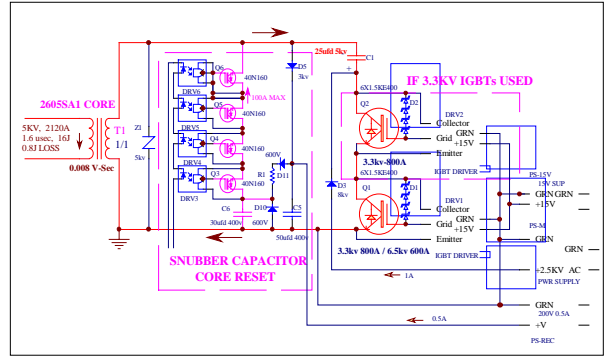 25ufd 5kv
C1
+
Q6
40N160
D5
3kv
IF 3.3KV IGBTs USED
2605SA1 CORE
DRV6
100A MAX
6X1.5KE400
Q2
D2
DRV2
Q5
40N160
Collector
5KV, 2120A
1.6 usec, 16J
0.8J LOSS
T1
1/1
Z1
5kv
DRV5
Q4
40N160
GRN
Grid
+15V
Emitter
0.008 V-Sec
DRV4
Q3
600V
R1
D11
3.3kv-800A
IGBT DRIVER
PS-15V
15V SUP
40N160
D3
8kv
Q1
6X1.5KE400
D1
DRV1
GRN GRN
+15V
DRV3
Collector
C6
30ufd 400v
D10
600V
C5
50ufd 400v
GRN
Grid
+15V
PS-M
Emitter
GRN
3.3kv 800A / 6.5kv 600A
IGBT DRIVER
GRN
SNUBBER CAPACITOR
CORE RESET
1A
+2.5KV AC
PWR SUPPLY
GRN
200V 0.5A
0.5A
+V
PS-REC